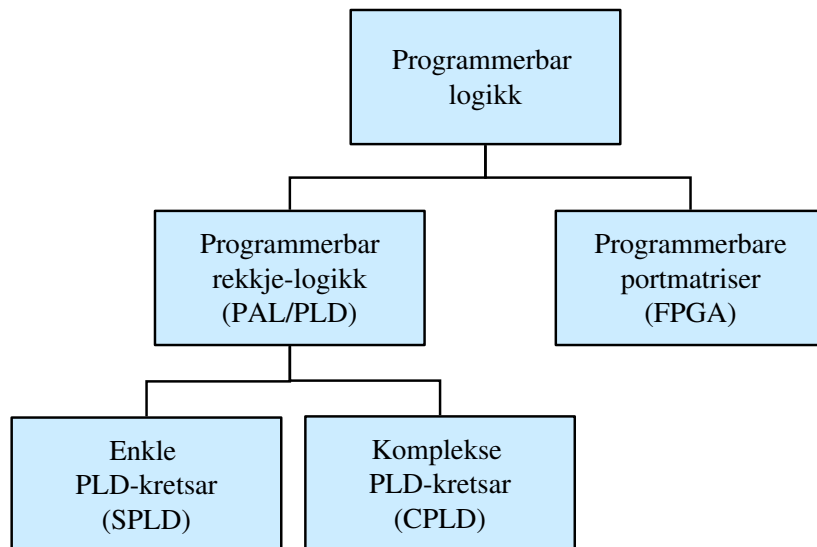 Programmerbar
logikk
Programmerbar
rekkje-logikk
(PAL/PLD)
Programmerbare
portmatriser
(FPGA)
Enkle
PLD-kretsar
(SPLD)
Komplekse
PLD-kretsar
(CPLD)